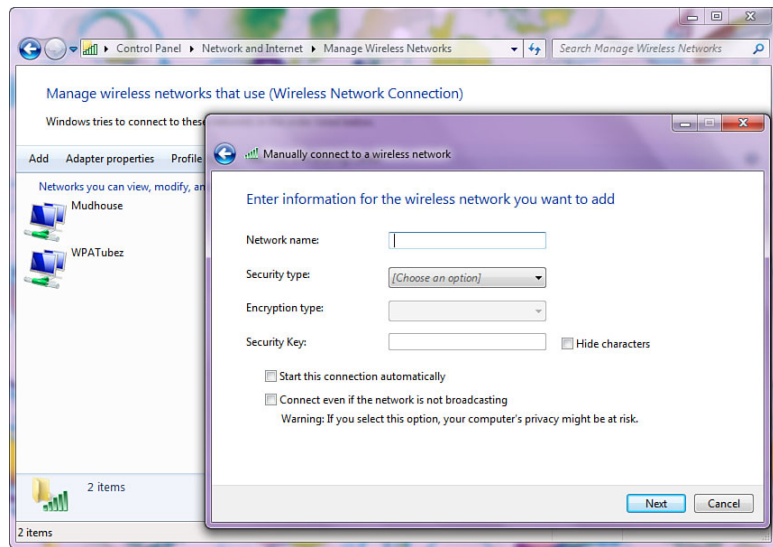 Control Panel ▸ Network and Internet ▸ Manage Wireless Networks
Search Manage Wireless Networks
Manage wireless networks that use (Wireless Network Connection)
Windows tries to connect to these
Add Adapter properties Profile
Networks you can view, modify, an
Mudhouse
WPATubez
2 items
2 items
Manually connect to a wireless network
Enter information for the wireless network you want to add
Network name:
Security type: [Choose an option]
Encryption type:
Security Key: Hide characters
Start this connection automatically
Connect even if the network is not broadcasting
Warning: If you select this option, your computer's privacy might be at risk.
Next Cancel